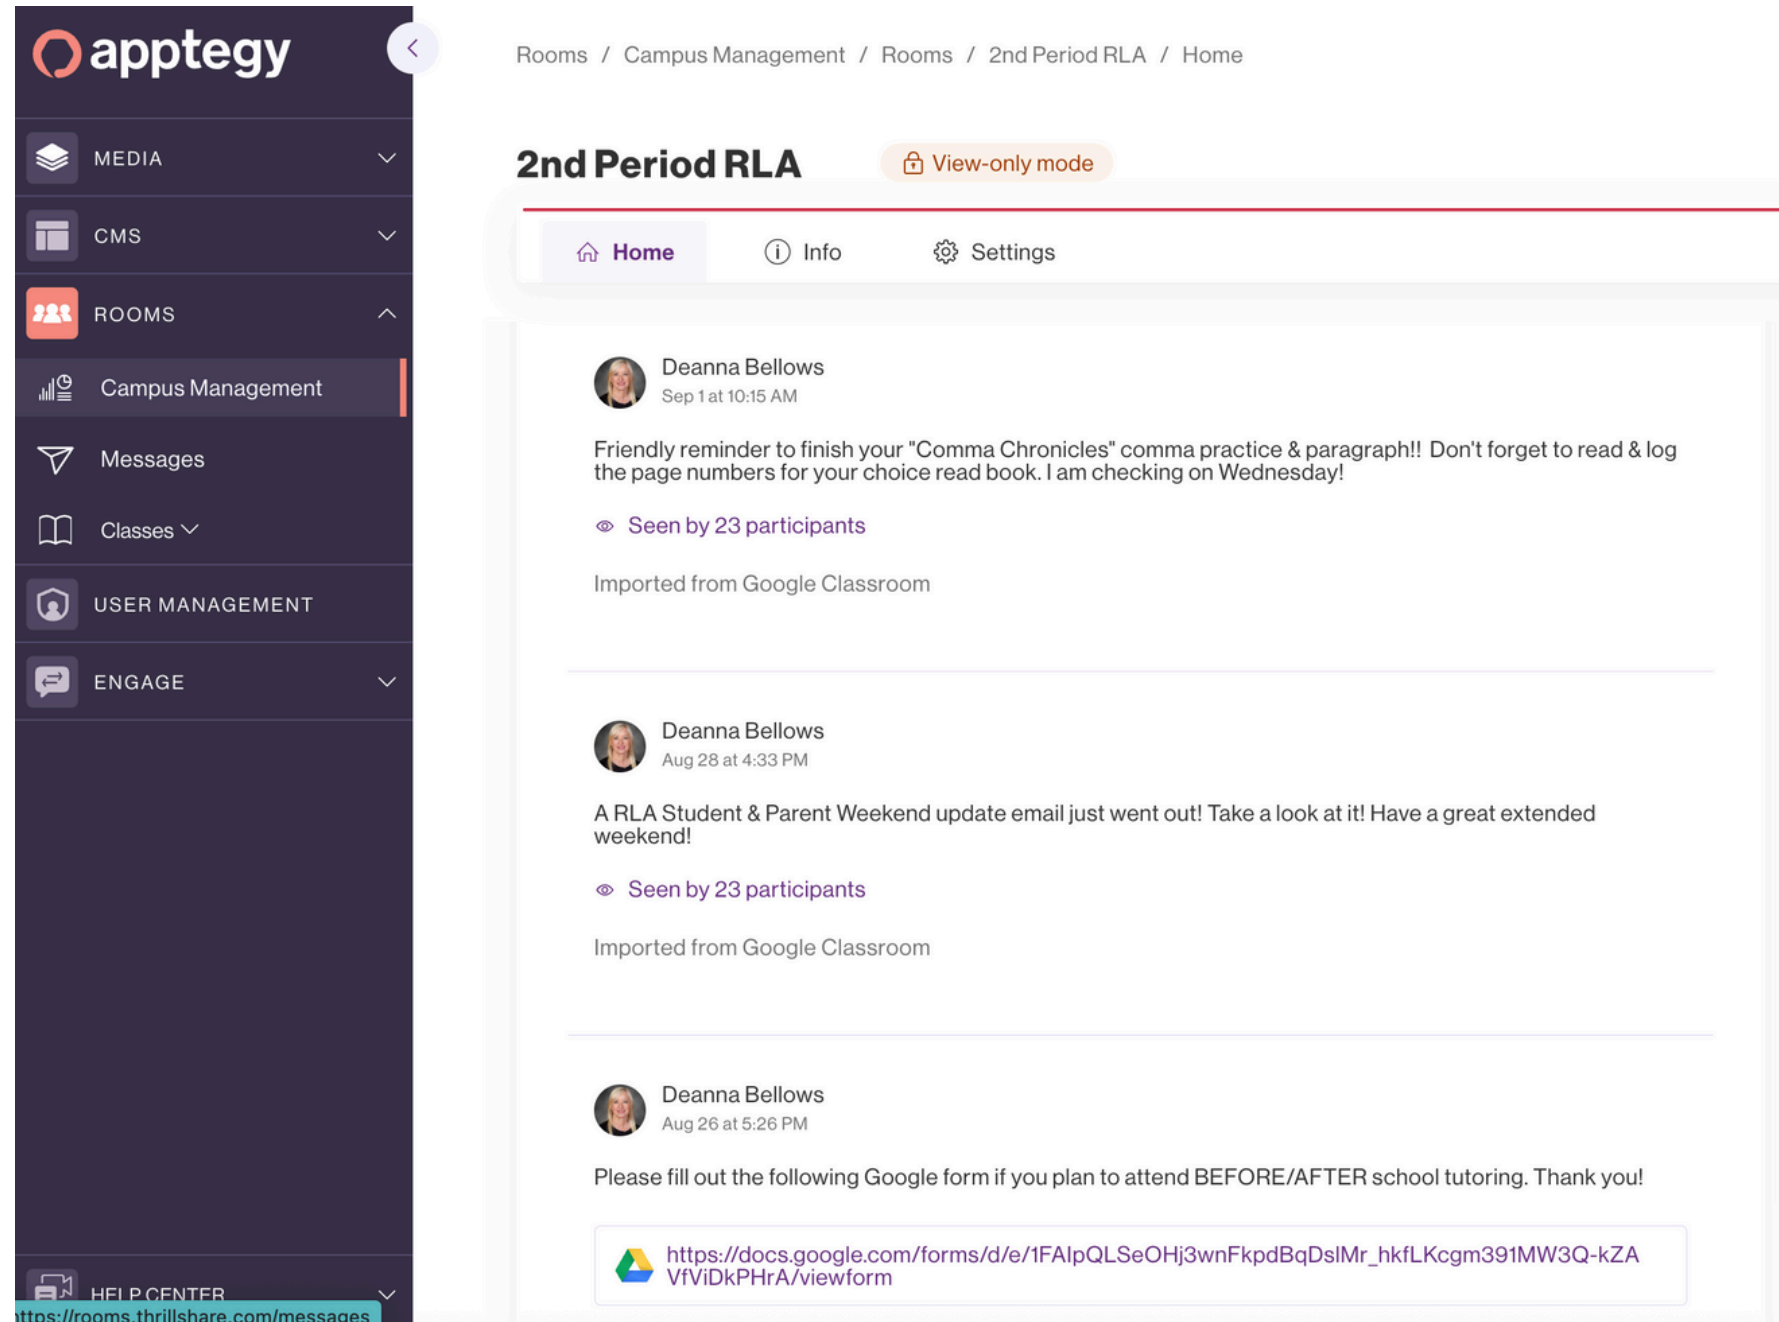 apptegy
MEDIA
CMS
ROOMS
Campus Management
Messages
Classes
USER MANAGEMENT
ENGAGE
HELP CENTER
https://rooms.thrillshare.com/messages
Rooms / Campus Management / Rooms / 2nd Period RLA / Home
2nd Period RLA
View-only mode
Home
Info
Settings
Deanna Bellows
Sep 1 at 10:15 AM
Friendly reminder to finish your "Comma Chronicles" comma practice & paragraph!! Don't forget to read & log
the page numbers for your choice read book. I am checking on Wednesday!
Seen by 23 participants
Imported from Google Classroom
Deanna Bellows
Aug 28 at 4:33 PM
A RLA Student & Parent Weekend update email just went out! Take a look at it! Have a great extended
weekend!
Seen by 23 participants
Imported from Google Classroom
Deanna Bellows
Aug 26 at 5:26 PM
Please fill out the following Google form if you plan to attend BEFORE/AFTER school tutoring. Thank you!
https://docs.google.com/forms/d/e/1FAIpQLSeOHj3wnFkpdBqDslMr_hkfLKcgm391MW3Q-kZA
VfViDkPHrA/viewform